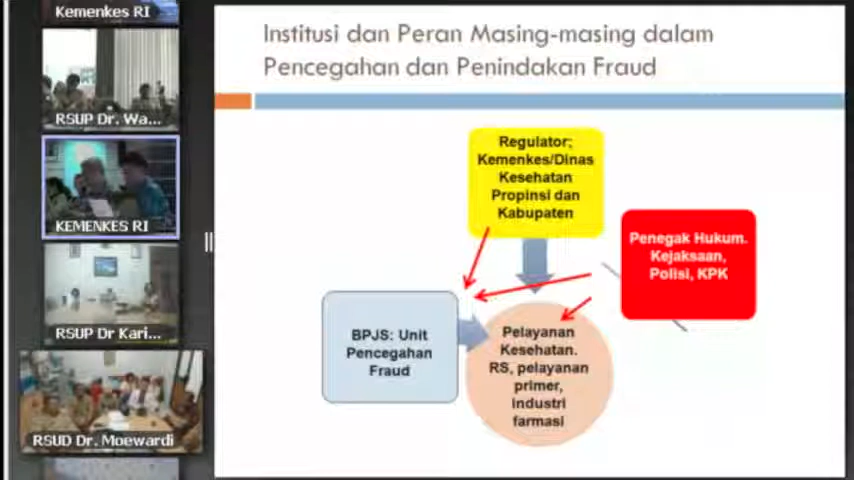 Kemenkes RI
RSUP Dr. Wa...
KEMENKES RI
RSUP Dr Kari...
RSUD Dr. Moewardi
Institusi dan Peran Masing-masing dalam
Pencegahan dan Penindakan Fraud
Regulator;
Kemenkes/Dinas
Kesehatan
Propinsi dan
Kabupaten
Penegak Hukum.
Kejaksaan,
Polisi, KPK
BPJS: Unit
Pencegahan
Fraud
Pelayanan
Kesehatan.
RS, pelayanan
primer,
industri
farmasi